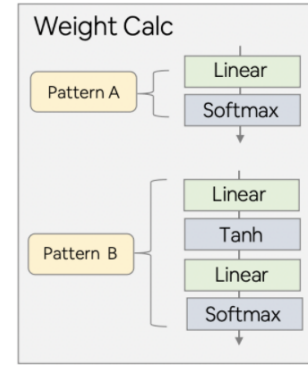 Weight Calc
Pattern A
Linear
Softmax
Pattern B
Linear
Tanh
Linear
Softmax